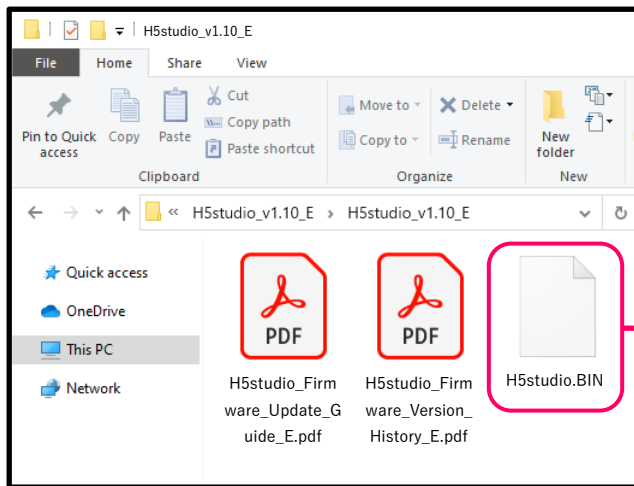 H5studio_v1.10_E
File Home Share View
Pin to Quick access
Copy
Paste
Cut
Copy path
Paste shortcut
Clipboard
Move to
Copy to
Delete
Rename
Organize
New folder
New
« H5studio_v1.10_E › H5studio_v1.10_E
Quick access
OneDrive
This PC
Network
PDF
H5studio_Firm
ware_Update_G
uide_E.pdf
PDF
H5studio_Firm
ware_Version_
History_E.pdf
H5studio.BIN